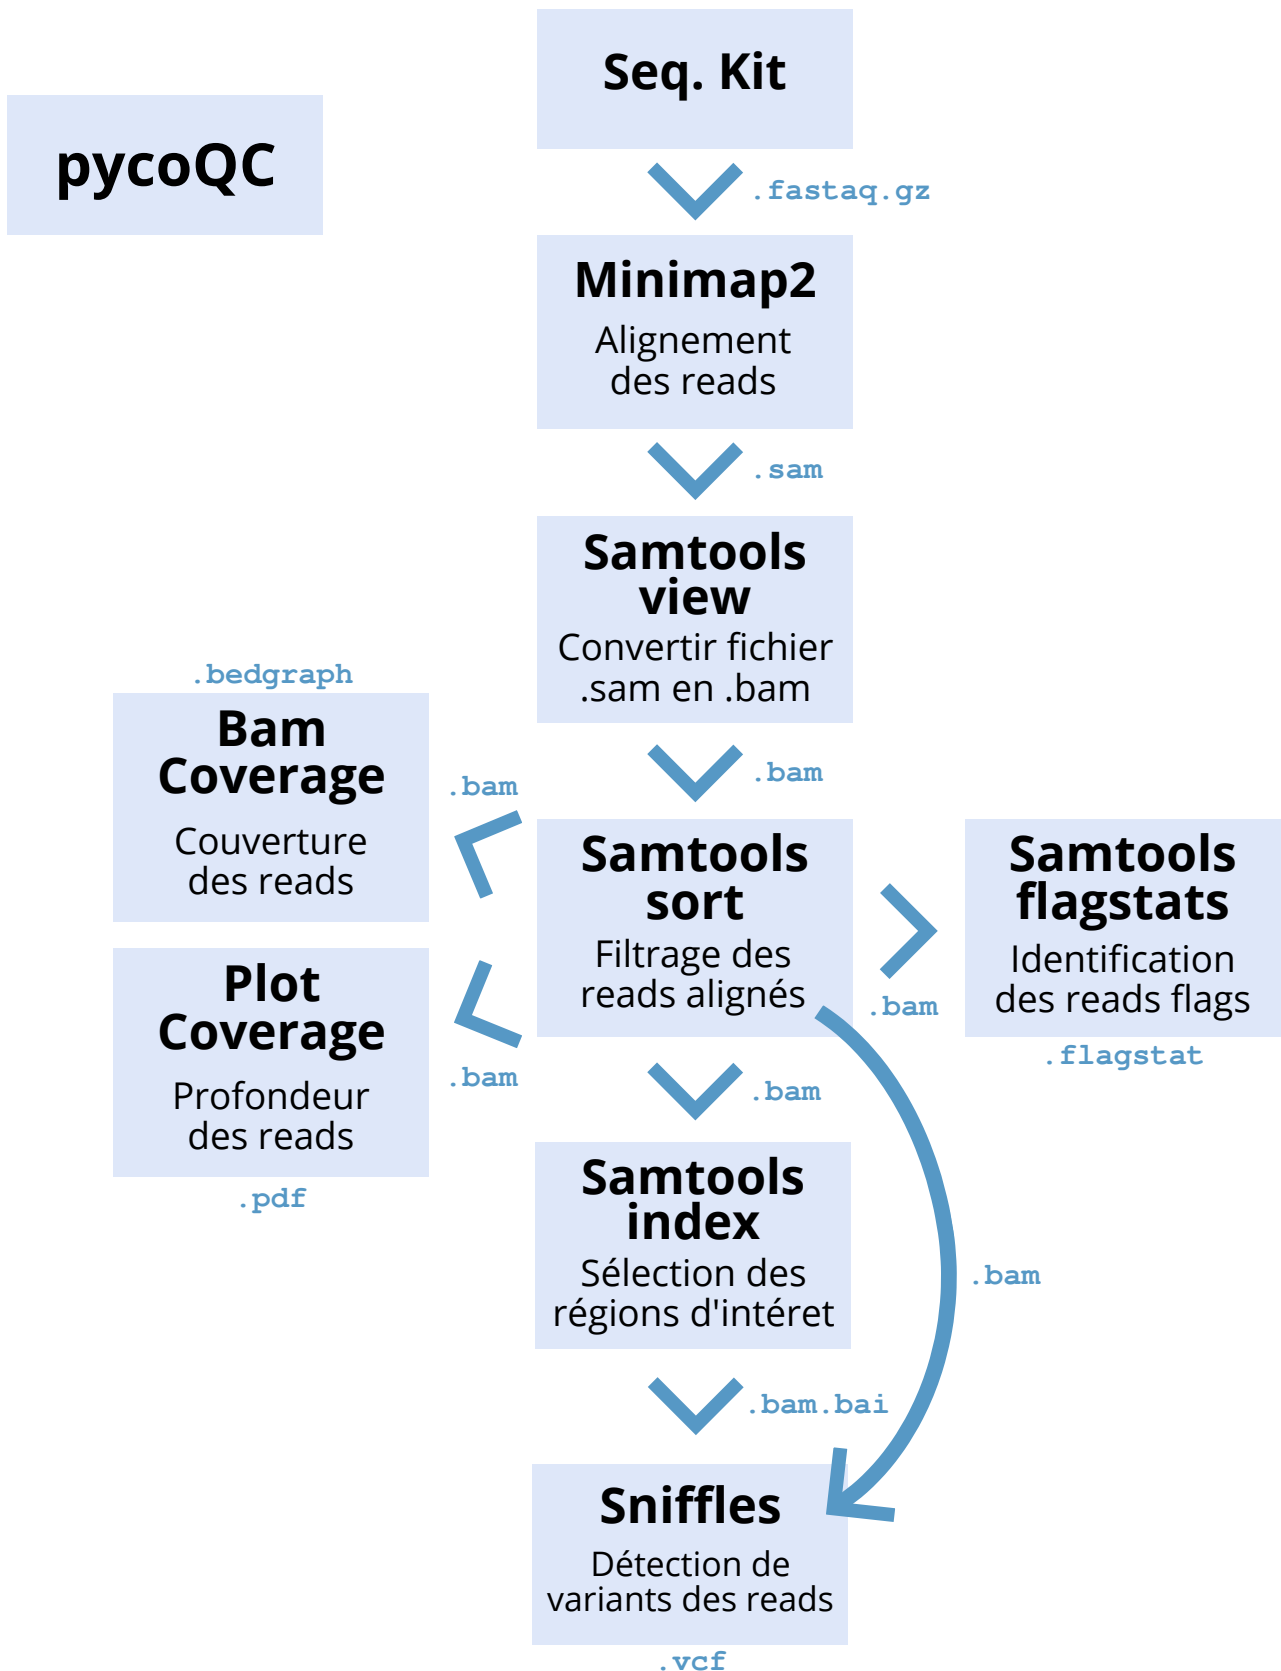 Seq. Kit
pycoQC
.fastaq.gz
Minimap2
Alignement
des reads
.sam
Samtools
view
Convertir fichier
.sam en .bam
.bedgraph
Bam
Coverage
Couverture
des reads
.bam
.bam
Samtools
sort
Filtrage des
reads alignés
Samtools
flagstats
Identification
des reads flags
.bam
.flagstat
Plot
Coverage
Profondeur
des reads
.bam
.pdf
.bam
Samtools
index
Sélection des
régions d'intéret
.bam
.bam.bai
Sniffles
Détection de
variants des reads
.vcf